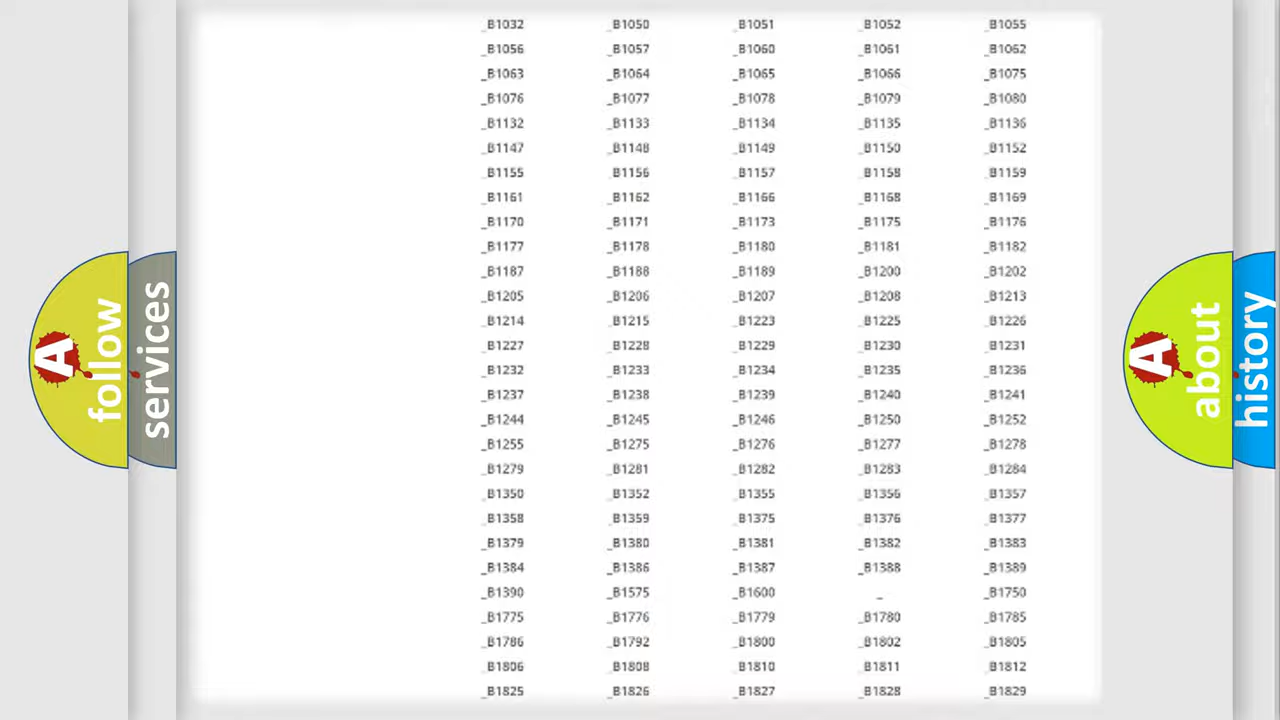 _B1032 _B1050 _B1051 _B1052 _B1055
_B1056 _B1057 _B1060 _B1061 _B1062
_B1063 _B1064 _B1065 _B1066 _B1075
_B1076 _B1077 _B1078 _B1079 _B1080
_B1132 _B1133 _B1134 _B1135 _B1136
_B1147 _B1148 _B1149 _B1150 _B1152
_B1155 _B1156 _B1157 _B1158 _B1159
_B1161 _B1162 _B1166 _B1168 _B1169
_B1170 _B1171 _B1173 _B1175 _B1176
_B1177 _B1178 _B1180 _B1181 _B1182
_B1187 _B1188 _B1189 _B1200 _B1202
_B1205 _B1206 _B1207 _B1208 _B1213
_B1214 _B1215 _B1223 _B1225 _B1226
_B1227 _B1228 _B1229 _B1230 _B1231
_B1232 _B1233 _B1234 _B1235 _B1236
_B1237 _B1238 _B1239 _B1240 _B1241
_B1244 _B1245 _B1246 _B1250 _B1252
_B1255 _B1275 _B1276 _B1277 _B1278
_B1279 _B1281 _B1282 _B1283 _B1284
_B1350 _B1352 _B1355 _B1356 _B1357
_B1358 _B1359 _B1375 _B1376 _B1377
_B1379 _B1380 _B1381 _B1382 _B1383
_B1384 _B1386 _B1387 _B1388 _B1389
_B1390 _B1575 _B1600 _ _B1750
_B1775 _B1776 _B1779 _B1780 _B1785
_B1786 _B1792 _B1800 _B1802 _B1805
_B1806 _B1808 _B1810 _B1811 _B1812
_B1825 _B1826 _B1827 _B1828 _B1829
A
follow
services
A
about
history